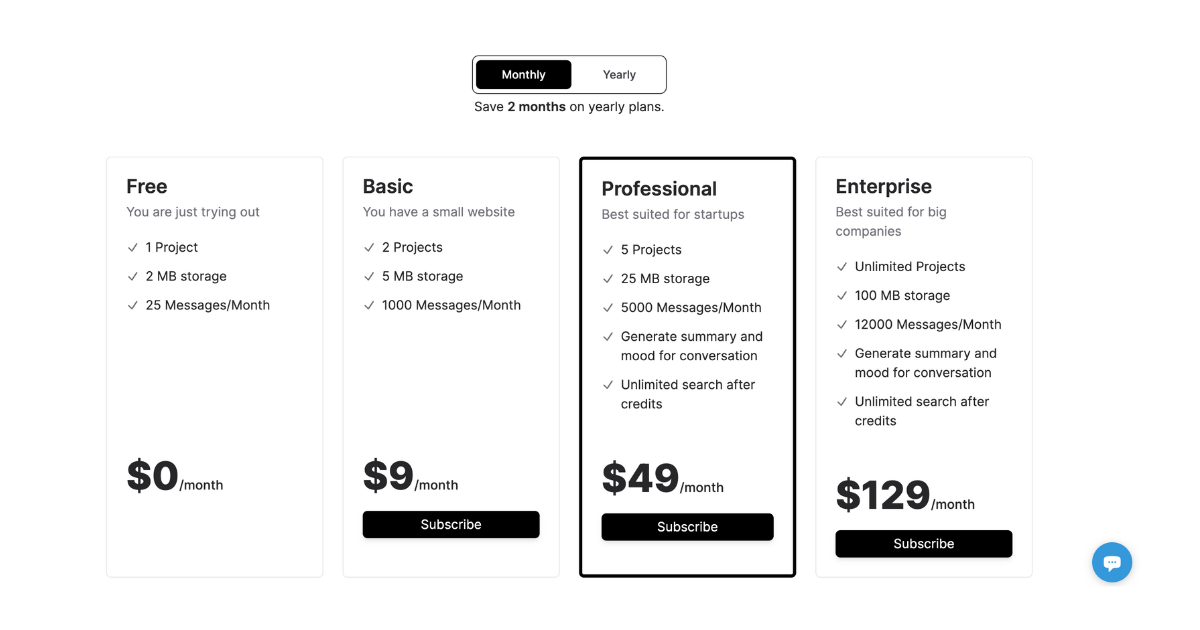 Monthly
Yearly
Save 2 months on yearly plans.
Free
You are just trying out
1 Project
2 MB storage
25 Messages/Month
$0/month
Basic
You have a small website
2 Projects
5 MB storage
1000 Messages/Month
$9/month
Subscribe
Professional
Best suited for startups
5 Projects
25 MB storage
5000 Messages/Month
Generate summary and
mood for conversation
Unlimited search after
credits
$49/month
Subscribe
Enterprise
Best suited for big
companies
Unlimited Projects
100 MB storage
12000 Messages/Month
Generate summary and
mood for conversation
Unlimited search after
credits
$129/month
Subscribe